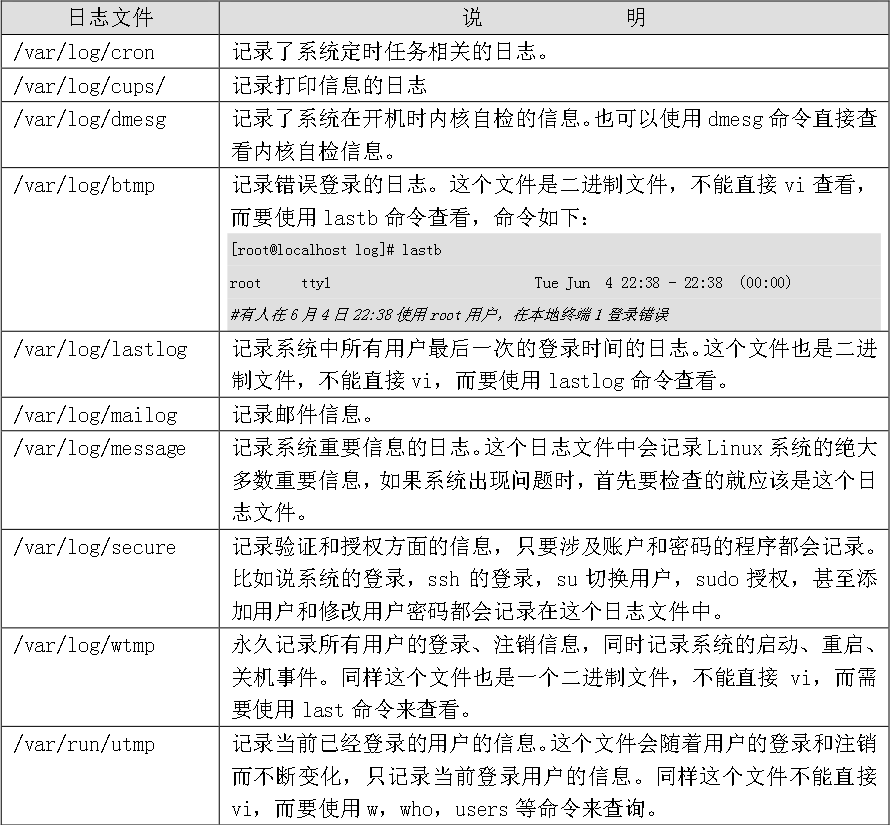 日志文件 说 明
/var/log/cron 记录了系统定时任务相关的日志。
/var/log/cups/ 记录打印信息的日志
/var/log/dmesg 记录了系统在开机时内核自检的信息。也可以使用 dmesg 命令直接查
看内核自检信息。
/var/log/btmp 记录错误登录的日志。这个文件是二进制文件，不能直接 vi 查看，
而要使用 lastb 命令查看，命令如下：
[root@localhost log]# lastb
root tty1 Tue Jun 4 22:38 - 22:38 (00:00)
#有人在 6 月 4 日 22:38 使用 root 用户，在本地终端 1 登录错误
/var/log/lastlog 记录系统中所有用户最后一次的登录时间的日志。这个文件也是二进
制文件，不能直接 vi，而要使用 lastlog 命令查看。
/var/log/mailog 记录邮件信息。
/var/log/message 记录系统重要信息的日志。这个日志文件中会记录 Linux 系统的绝大
多数重要信息，如果系统出现问题时，首先要检查的就应该是这个日
志文件。
/var/log/secure 记录验证和授权方面的信息，只要涉及账户和密码的程序都会记录。
比如说系统的登录，ssh 的登录，su 切换用户，sudo 授权，甚至添
加用户和修改用户密码都会记录在这个日志文件中。
/var/log/wtmp 永久记录所有用户的登录、注销信息，同时记录系统的启动、重启、
关机事件。同样这个文件也是一个二进制文件，不能直接 vi，而需
要使用 last 命令来查看。
/var/run/utmp 记录当前已经登录的用户的信息。这个文件会随着用户的登录和注销
而不断变化，只记录当前登录用户的信息。同样这个文件不能直接
vi，而要使用 w，who，users 等命令来查询。